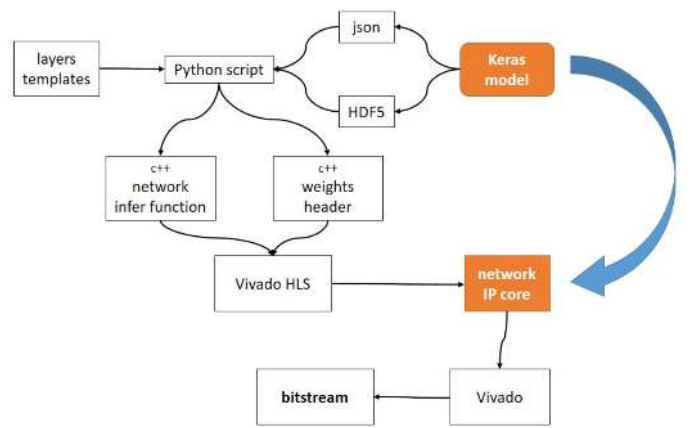 json
layers
templates
Python script
Keras
model
HDF5
c++
network
infer function
c++
weights
header
Vivado HLS
network
IP core
bitstream
Vivado